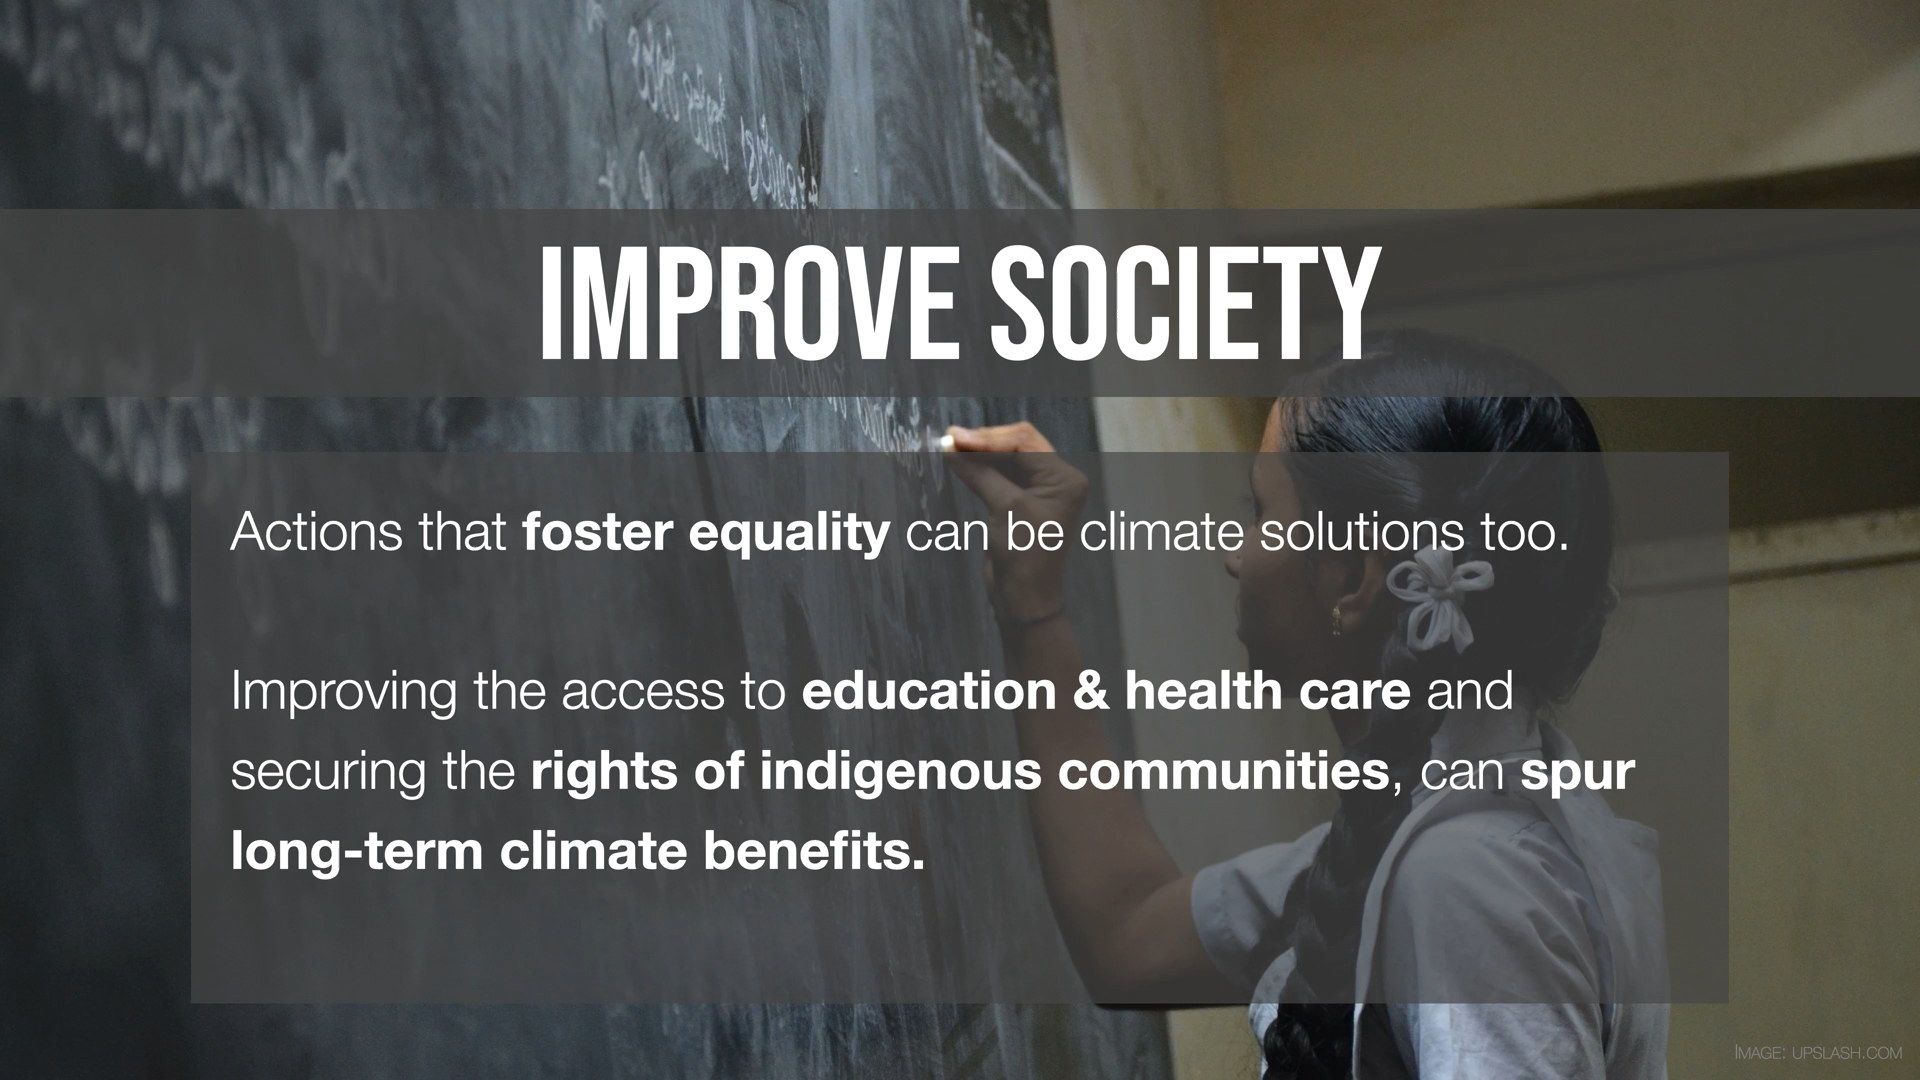 IMPROVE SOCIETY
Actions that foster equality can be climate solutions too.
Improving the access to education & health care and
securing the rights of indigenous communities, can spur
long-term climate benefits.
IMAGE: UPSLASH.COM